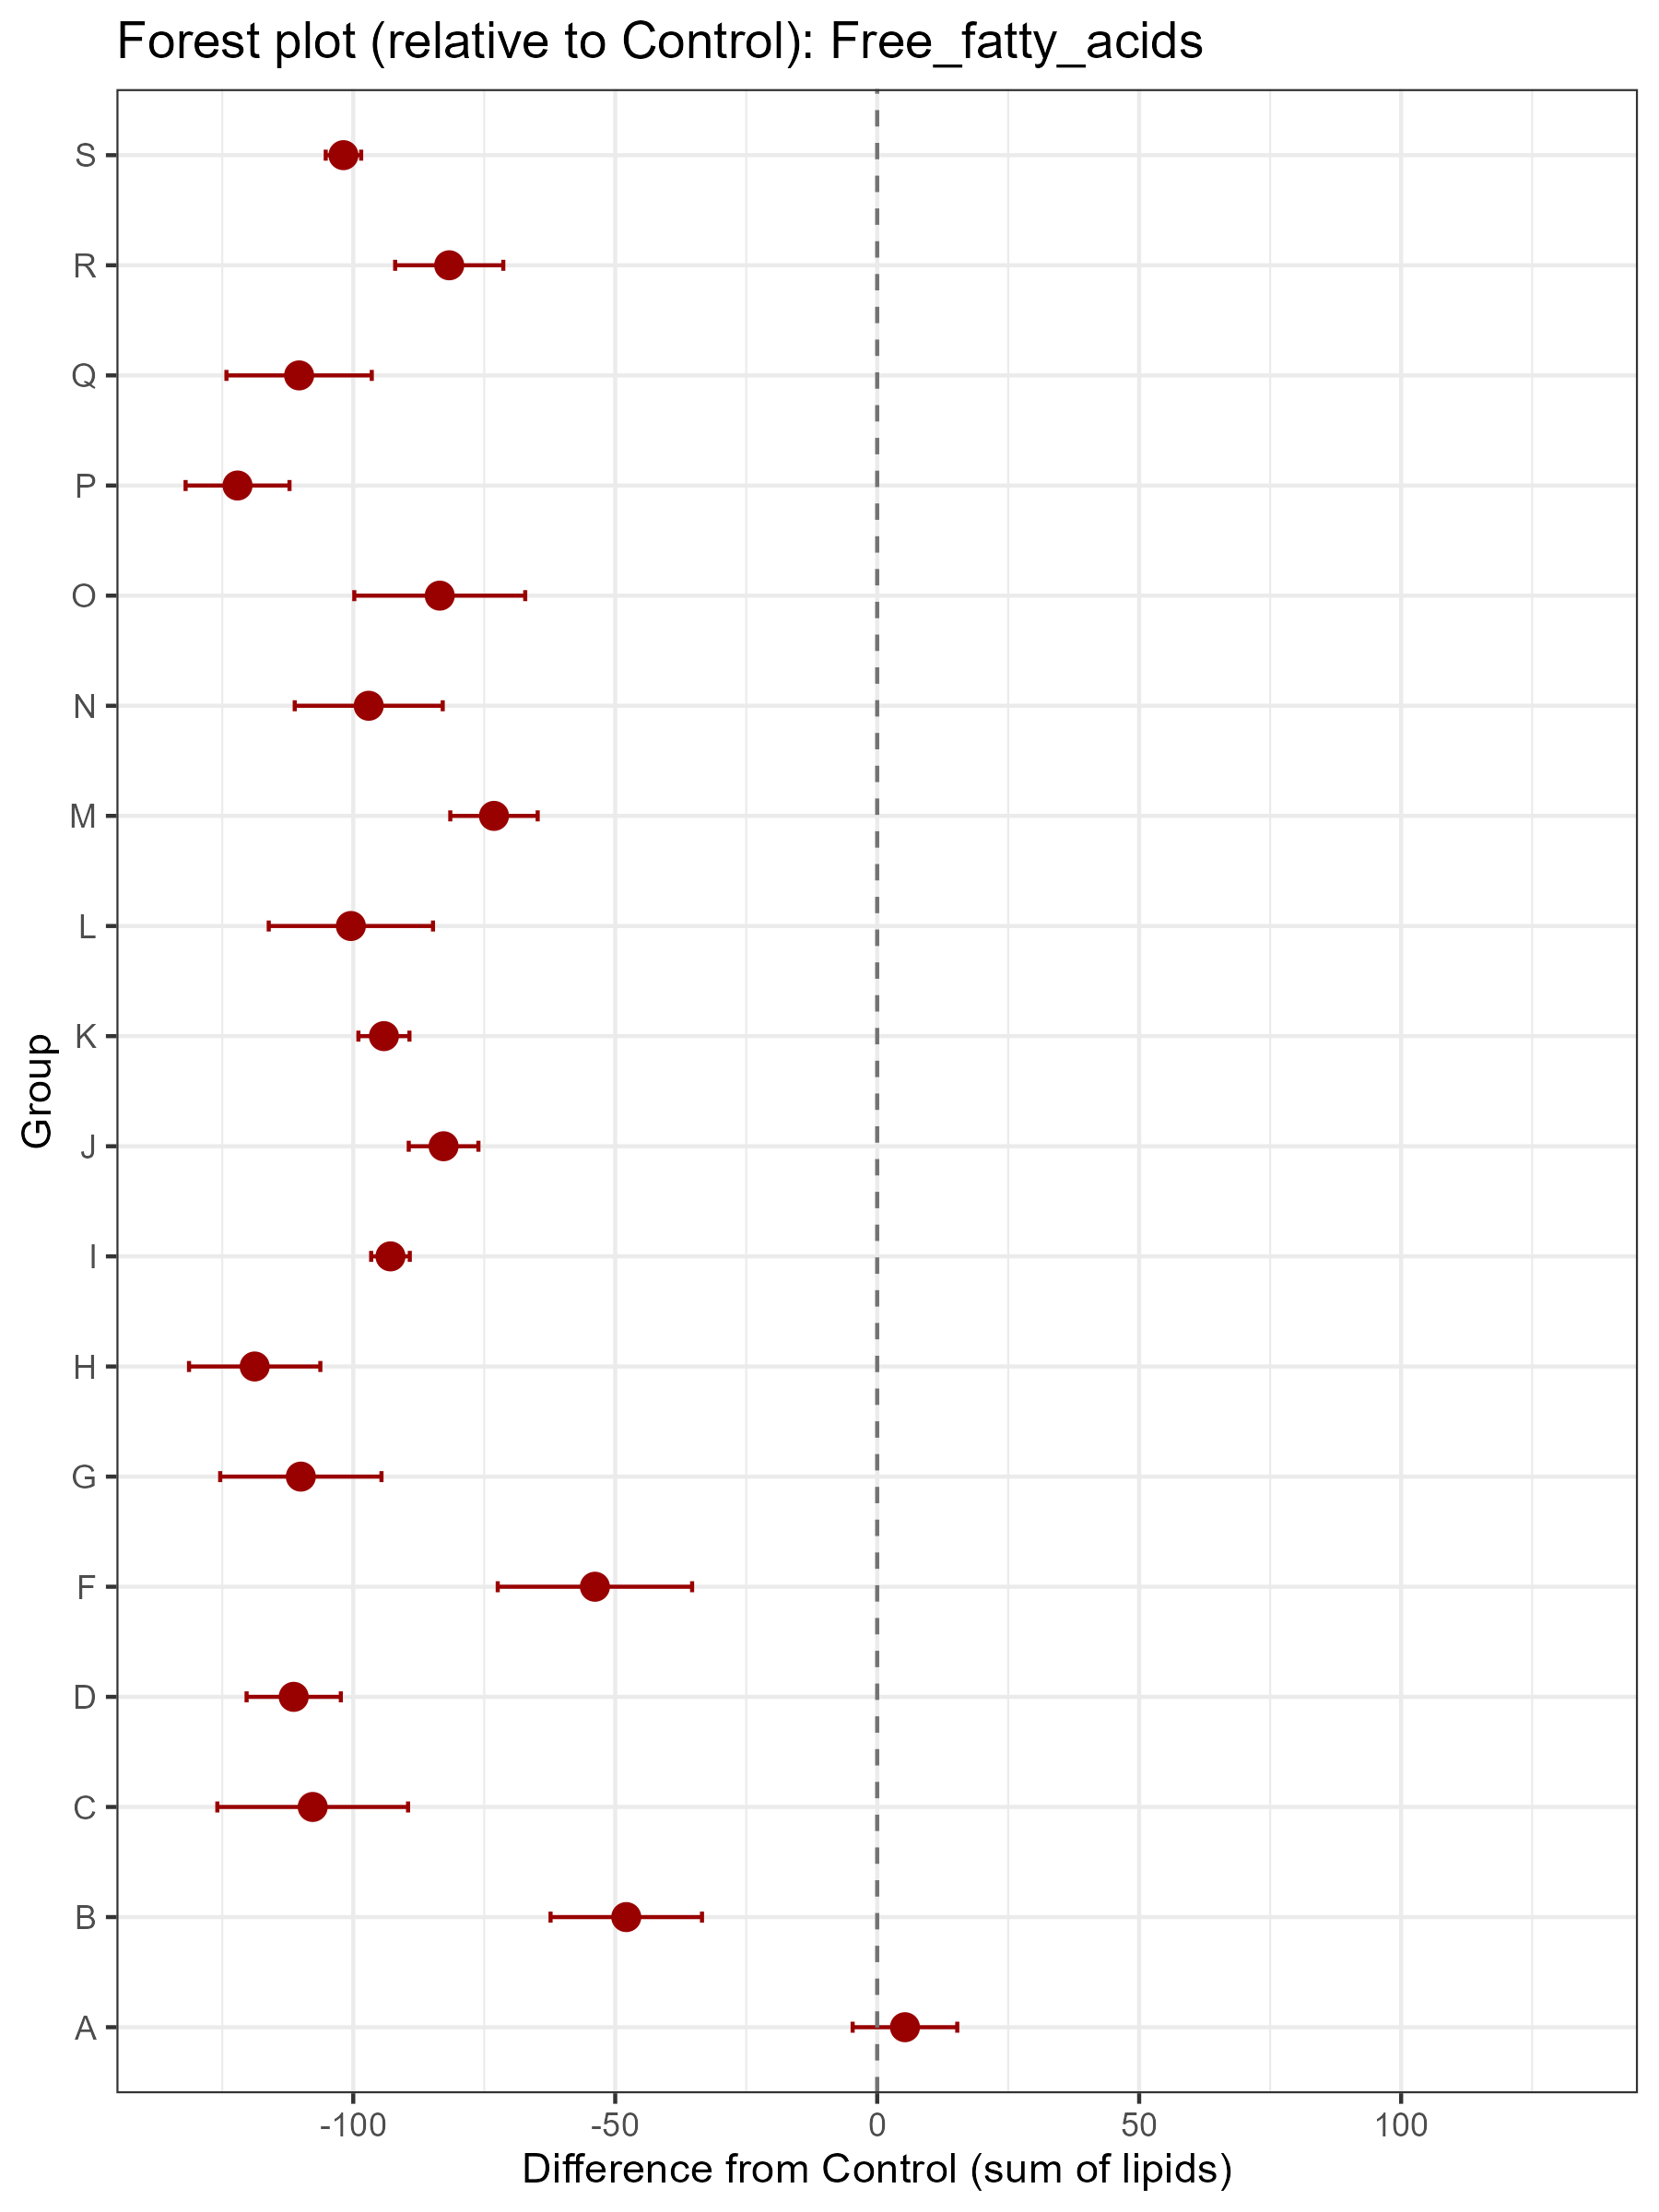 Forest plot (relative to Control): Free_fatty_acids
S
R
Q
P
O
N
M
L
K
J
I
H
G
F
D
C
B
A
Group
-100 -50 0 50 100
Difference from Control (sum of lipids)